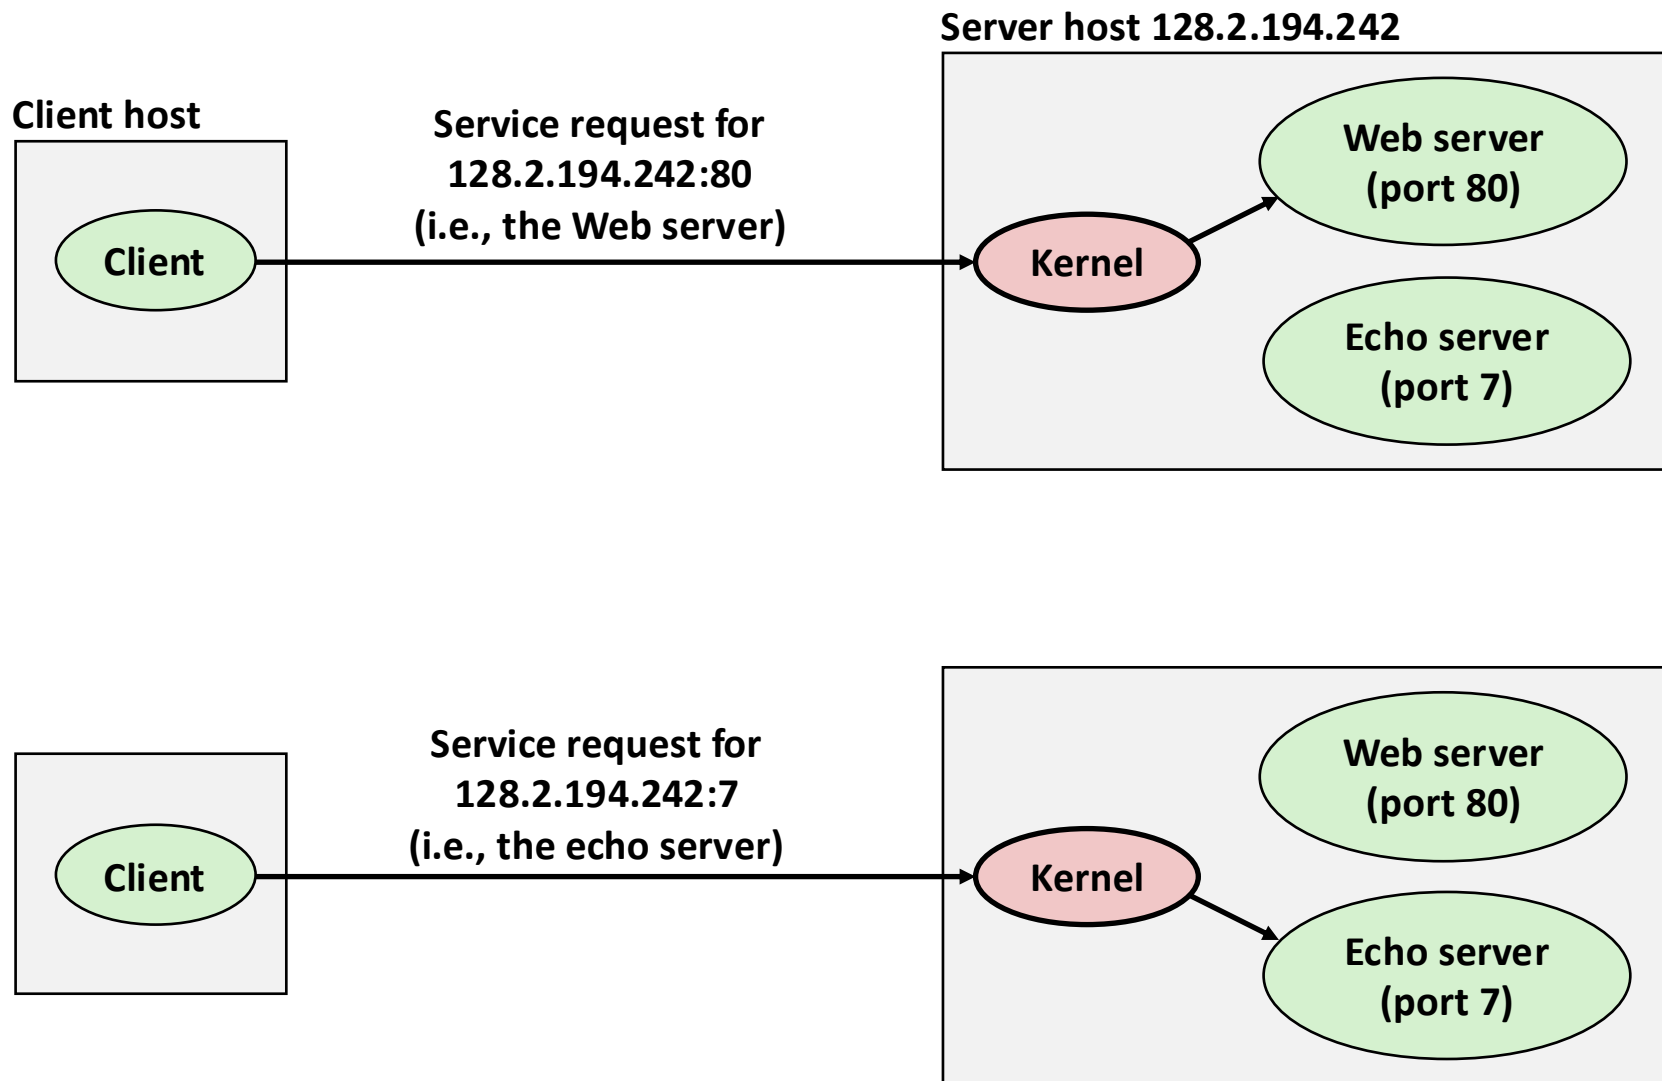 Server host 128.2.194.242
Client host
Service request for
128.2.194.242:80
(i.e., the Web server)
Client
Kernel
Web server
(port 80)
Echo server
(port 7)
Service request for
128.2.194.242:7
(i.e., the echo server)
Client
Kernel
Web server
(port 80)
Echo server
(port 7)